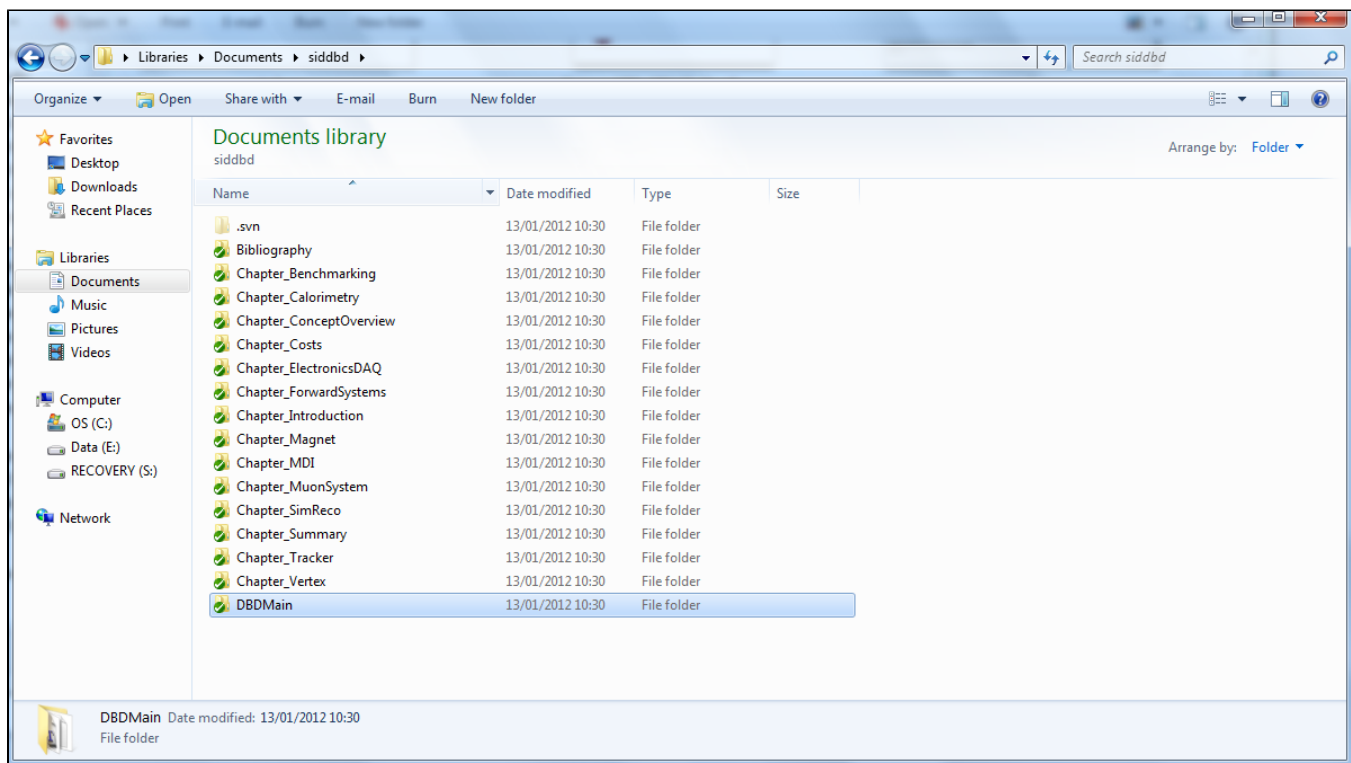 Libraries Documents siddbd
Search siddbd
Organize Open Share with E-mail Burn New folder
Favorites
Desktop
Downloads
Recent Places
Libraries
Documents
Music
Pictures
Videos
Computer
OS (C:)
Data (E:)
RECOVERY (S:)
Network
Documents library
siddbd
Arrange by: Folder
Name Date modified Type Size
.svn 13/01/2012 10:30 File folder
Bibliography 13/01/2012 10:30 File folder
Chapter_Benchmarking 13/01/2012 10:30 File folder
Chapter_Calorimetry 13/01/2012 10:30 File folder
Chapter_ConceptOverview 13/01/2012 10:30 File folder
Chapter_Costs 13/01/2012 10:30 File folder
Chapter_ElectronicsDAQ 13/01/2012 10:30 File folder
Chapter_ForwardSystems 13/01/2012 10:30 File folder
Chapter_Introduction 13/01/2012 10:30 File folder
Chapter_Magnet 13/01/2012 10:30 File folder
Chapter_MDI 13/01/2012 10:30 File folder
Chapter_MuonSystem 13/01/2012 10:30 File folder
Chapter_SimReco 13/01/2012 10:30 File folder
Chapter_Summary 13/01/2012 10:30 File folder
Chapter_Tracker 13/01/2012 10:30 File folder
Chapter_Vertex 13/01/2012 10:30 File folder
DBDMain 13/01/2012 10:30 File folder
DBDMain Date modified: 13/01/2012 10:30
File folder